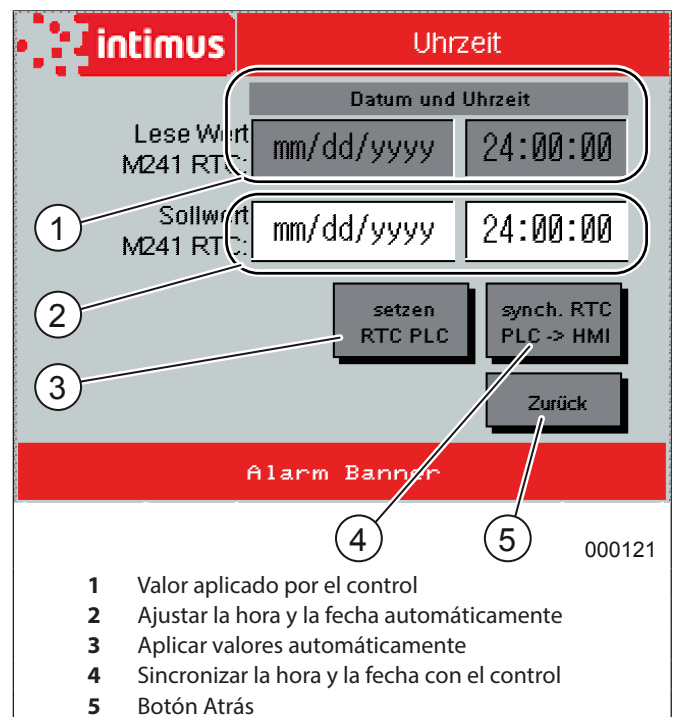 intimus
Uhrzeit
Datum und Uhrzeit
Lese Wert
M241 RTC:
mm/dd/yyyy
24:00:00
1
Sollwert
M241 RTC:
mm/dd/yyyy
24:00:00
2
setzen
RTC PLC
synch. RTC
PLC -> HMI
3
Zurück
Alarm Banner
4
5
000121
1 Valor aplicado por el control
2 Ajustar la hora y la fecha automáticamente
3 Aplicar valores automáticamente
4 Sincronizar la hora y la fecha con el control
5 Botón Atrás